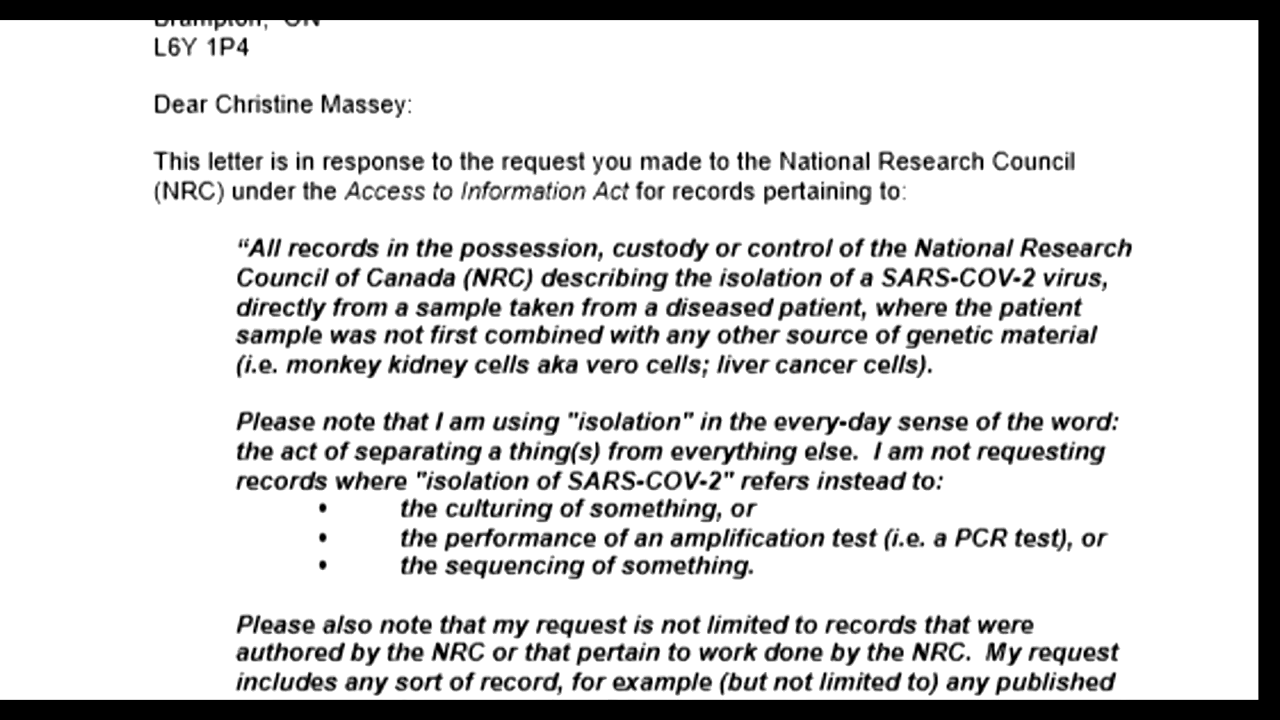 Brampton, ON
L6Y 1P4
Dear Christine Massey:
This letter is in response to the request you made to the National Research Council
(NRC) under the Access to Information Act for records pertaining to:
“All records in the possession, custody or control of the National Research
Council of Canada (NRC) describing the isolation of a SARS-COV-2 virus,
directly from a sample taken from a diseased patient, where the patient
sample was not first combined with any other source of genetic material
(i.e. monkey kidney cells aka vero cells; liver cancer cells).
Please note that I am using "isolation" in the every-day sense of the word:
the act of separating a thing(s) from everything else. I am not requesting
records where "isolation of SARS-COV-2" refers instead to:
• the culturing of something, or
• the performance of an amplification test (i.e. a PCR test), or
• the sequencing of something.
Please also note that my request is not limited to records that were
authored by the NRC or that pertain to work done by the NRC. My request
includes any sort of record, for example (but not limited to) any published